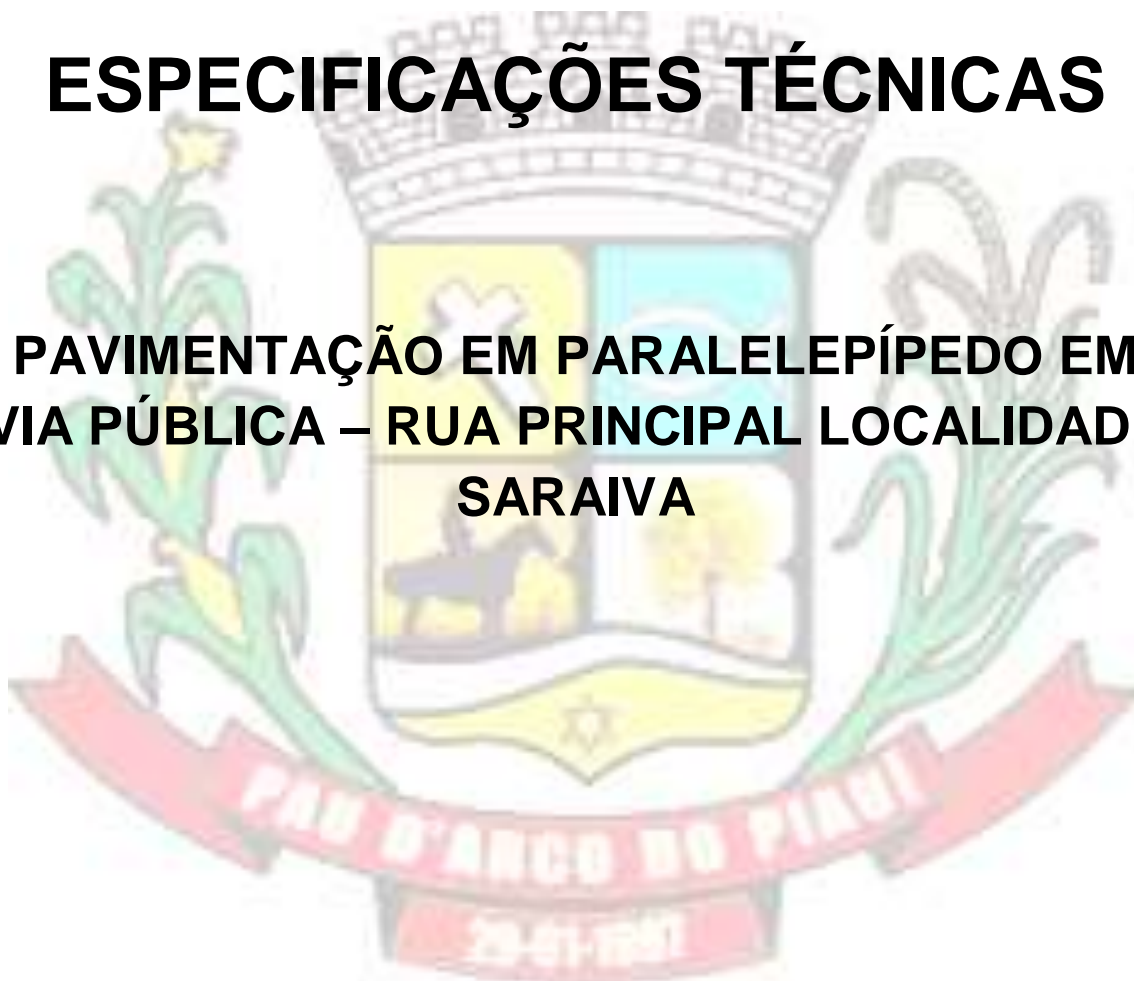 ESPECIFICAÇÕES TÉCNICAS
PAVIMENTAÇÃO EM PARALELEPÍPEDO EM
VIA PÚBLICA – RUA PRINCIPAL LOCALIDAD
SARAIVA
PAU D'ARCO DO PIAUÍ